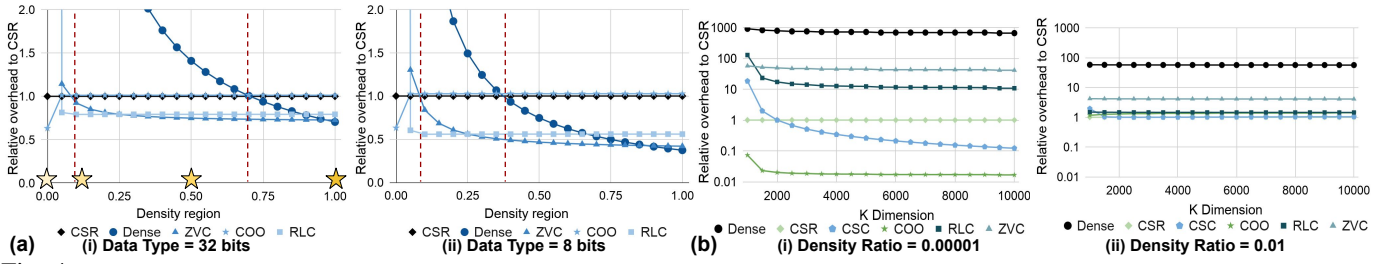 Relative overhead to CSR
2.0
1.5
1.0
0.5
0.0
0.00
0.25
0.50
0.75
1.00
Density region
CSR Dense ZVC COO RLC
(a) (i) Data Type = 32 bits
Relative overhead to CSR
2.0
1.5
1.0
0.5
0.0
0.00
0.25
0.50
0.75
1.00
Density region
CSR Dense ZVC COO RLC
(ii) Data Type = 8 bits
Relative overhead to CSR
1000
100
10
1
0.1
0.01
2000
4000
6000
8000
10000
K Dimension
(b) (i) Density Ratio = 0.00001
Relative overhead to CSR
1000
100
10
1
0.1
0.01
2000
4000
6000
8000
10000
K Dimension
Dense CSR CSC COO RLC ZVC
(ii) Density Ratio = 0.01